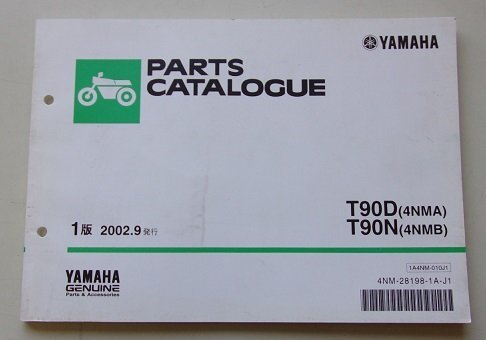 YAMAHA
PARTS
CATALOGUE
T90D(4NMA)
T90N(4NMB)
1版 2002.9発行
1A4NM-010J1
4NM-28198-1A-J1
YAMAHA
GENUINE
Parts & Accessories